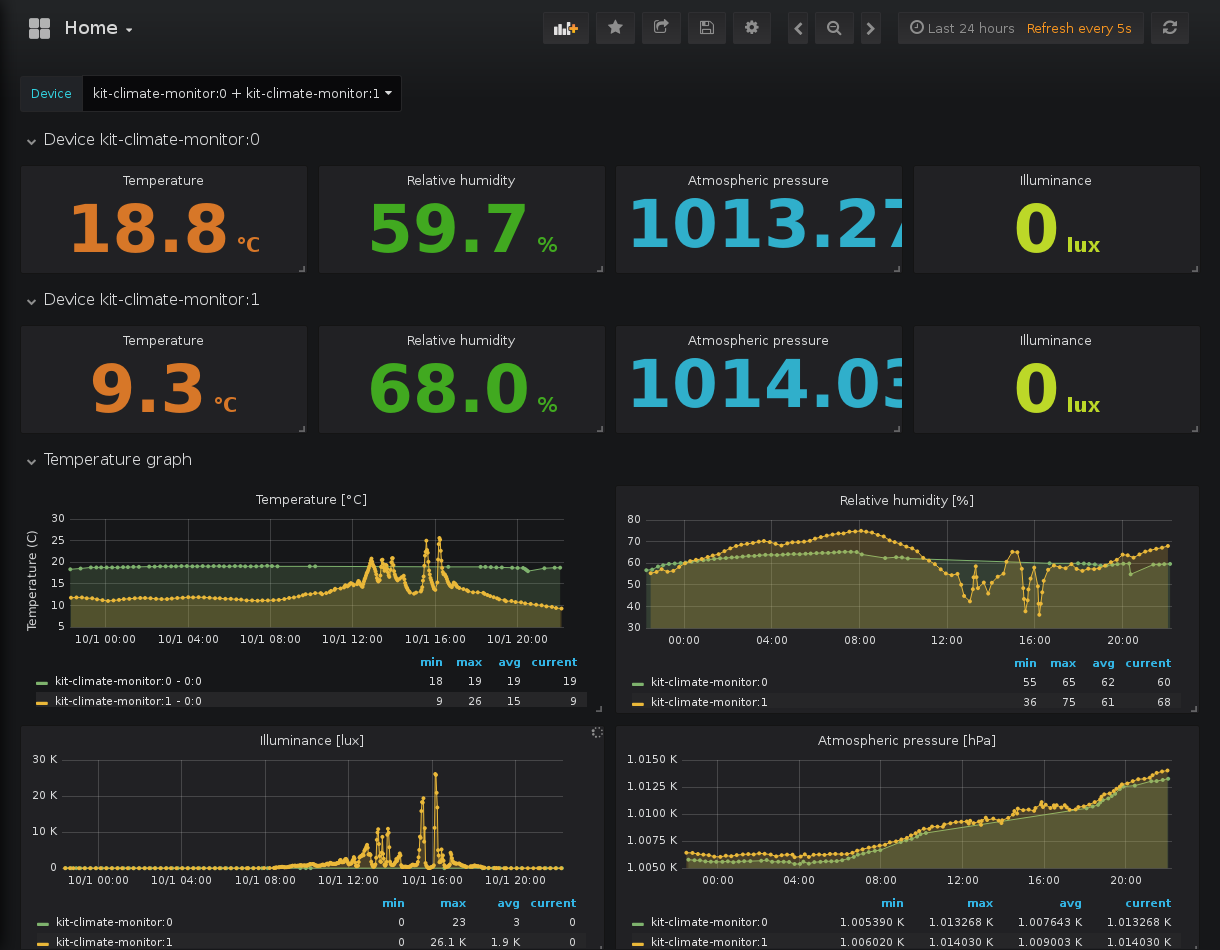 Home
Last 24 hours Refresh every 5s
Device kit-climate-monitor:0 + kit-climate-monitor:1
Device kit-climate-monitor:0
Temperature Relative humidity Atmospheric pressure Illuminance
18.8 °C 59.7 % 1013.27 0 lux
Device kit-climate-monitor:1
Temperature Relative humidity Atmospheric pressure Illuminance
9.3 °C 68.0 % 1014.03 0 lux
Temperature graph
Temperature [°C]
Temperature (C)
30
25
20
15
10
5
10/1 00:00 10/1 04:00 10/1 08:00 10/1 12:00 10/1 16:00 10/1 20:00
min max avg current
kit-climate-monitor:0 - 0:0 18 19 19 19
kit-climate-monitor:1 - 0:0 9 26 15 9
Relative humidity [%]
80
70
60
50
40
30
00:00 04:00 08:00 12:00 16:00 20:00
min max avg current
kit-climate-monitor:0 55 65 62 60
kit-climate-monitor:1 36 75 61 68
Illuminance [lux]
30 K
20 K
10 K
0
10/1 00:00 10/1 04:00 10/1 08:00 10/1 12:00 10/1 16:00 10/1 20:00
min max avg current
kit-climate-monitor:0 0 23 3 0
kit-climate-monitor:1 0 26.1 K 1.9 K 0
Atmospheric pressure [hPa]
1.0150 K
1.0125 K
1.0100 K
1.0075 K
1.0050 K
00:00 04:00 08:00 12:00 16:00 20:00
min max avg current
kit-climate-monitor:0 1.005390 K 1.013268 K 1.007643 K 1.013268 K
kit-climate-monitor:1 1.006020 K 1.014030 K 1.009003 K 1.014030 K